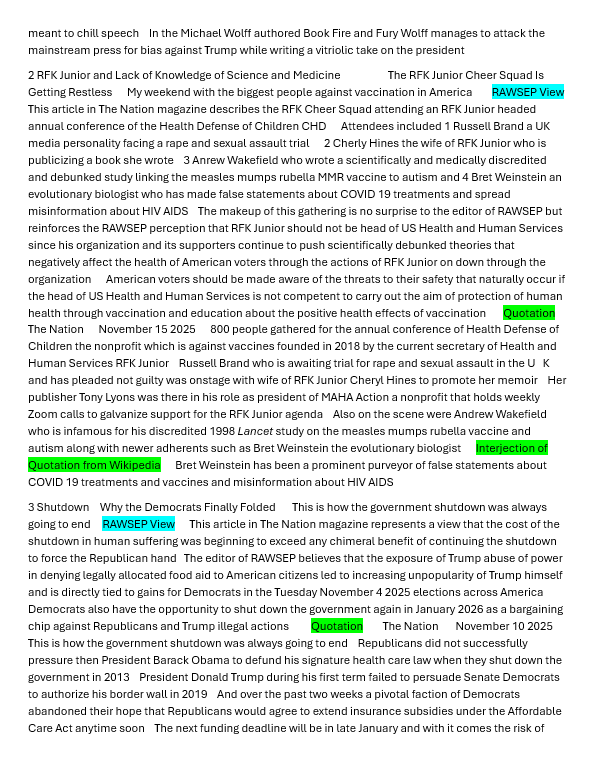 meant to chill speech In the Michael Wolff authored Book Fire and Fury Wolff manages to attack the
mainstream press for bias against Trump while writing a vitriolic take on the president
2 RFK Junior and Lack of Knowledge of Science and Medicine The RFK Junior Cheer Squad Is
Getting Restless My weekend with the biggest people against vaccination in America RAWSEP View
This article in The Nation magazine describes the RFK Cheer Squad attending an RFK Junior headed
annual conference of the Health Defense of Children CHD Attendees included 1 Russell Brand a UK
media personality facing a rape and sexual assault trial 2 Cherly Hines the wife of RFK Junior who is
publicizing a book she wrote 3 Anrew Wakefield who wrote a scientifically and medically discredited
and debunked study linking the measles mumps rubella MMR vaccine to autism and 4 Bret Weinstein an
evolutionary biologist who has made false statements about COVID 19 treatments and spread
misinformation about HIV AIDS The makeup of this gathering is no surprise to the editor of RAWSEP but
reinforces the RAWSEP perception that RFK Junior should not be head of US Health and Human Services
since his organization and its supporters continue to push scientifically debunked theories that
negatively affect the health of American voters through the actions of RFK Junior on down through the
organization American voters should be made aware of the threats to their safety that naturally occur if
the head of US Health and Human Services is not competent to carry out the aim of protection of human
health through vaccination and education about the positive health effects of vaccination Quotation
The Nation November 15 2025 800 people gathered for the annual conference of Health Defense of
Children the nonprofit which is against vaccines founded in 2018 by the current secretary of Health and
Human Services RFK Junior Russell Brand who is awaiting trial for rape and sexual assault in the U K
and has pleaded not guilty was onstage with wife of RFK Junior Cheryl Hines to promote her memoir Her
publisher Tony Lyons was there in his role as president of MAHA Action a nonprofit that holds weekly
Zoom calls to galvanize support for the RFK Junior agenda Also on the scene were Andrew Wakefield
who is infamous for his discredited 1998 Lancet study on the measles mumps rubella vaccine and
autism along with newer adherents such as Bret Weinstein the evolutionary biologist Interjection of
Quotation from Wikipedia Bret Weinstein has been a prominent purveyor of false statements about
COVID 19 treatments and vaccines and misinformation about HIV AIDS
3 Shutdown Why the Democrats Finally Folded This is how the government shutdown was always
going to end RAWSEP View This article in The Nation magazine represents a view that the cost of the
shutdown in human suffering was beginning to exceed any chimeral benefit of continuing the shutdown
to force the Republican hand The editor of RAWSEP believes that the exposure of Trump abuse of power
in denying legally allocated food aid to American citizens led to increasing unpopularity of Trump himself
and is directly tied to gains for Democrats in the Tuesday November 4 2025 elections across America
Democrats also have the opportunity to shut down the government again in January 2026 as a bargaining
chip against Republicans and Trump illegal actions Quotation The Nation November 10 2025
This is how the government shutdown was always going to end Republicans did not successfully
pressure then President Barack Obama to defund his signature health care law when they shut down the
government in 2013 President Donald Trump during his first term failed to persuade Senate Democrats
to authorize his border wall in 2019 And over the past two weeks a pivotal faction of Democrats
abandoned their hope that Republicans would agree to extend insurance subsidies under the Affordable
Care Act anytime soon The next funding deadline will be in late January and with it comes the risk of